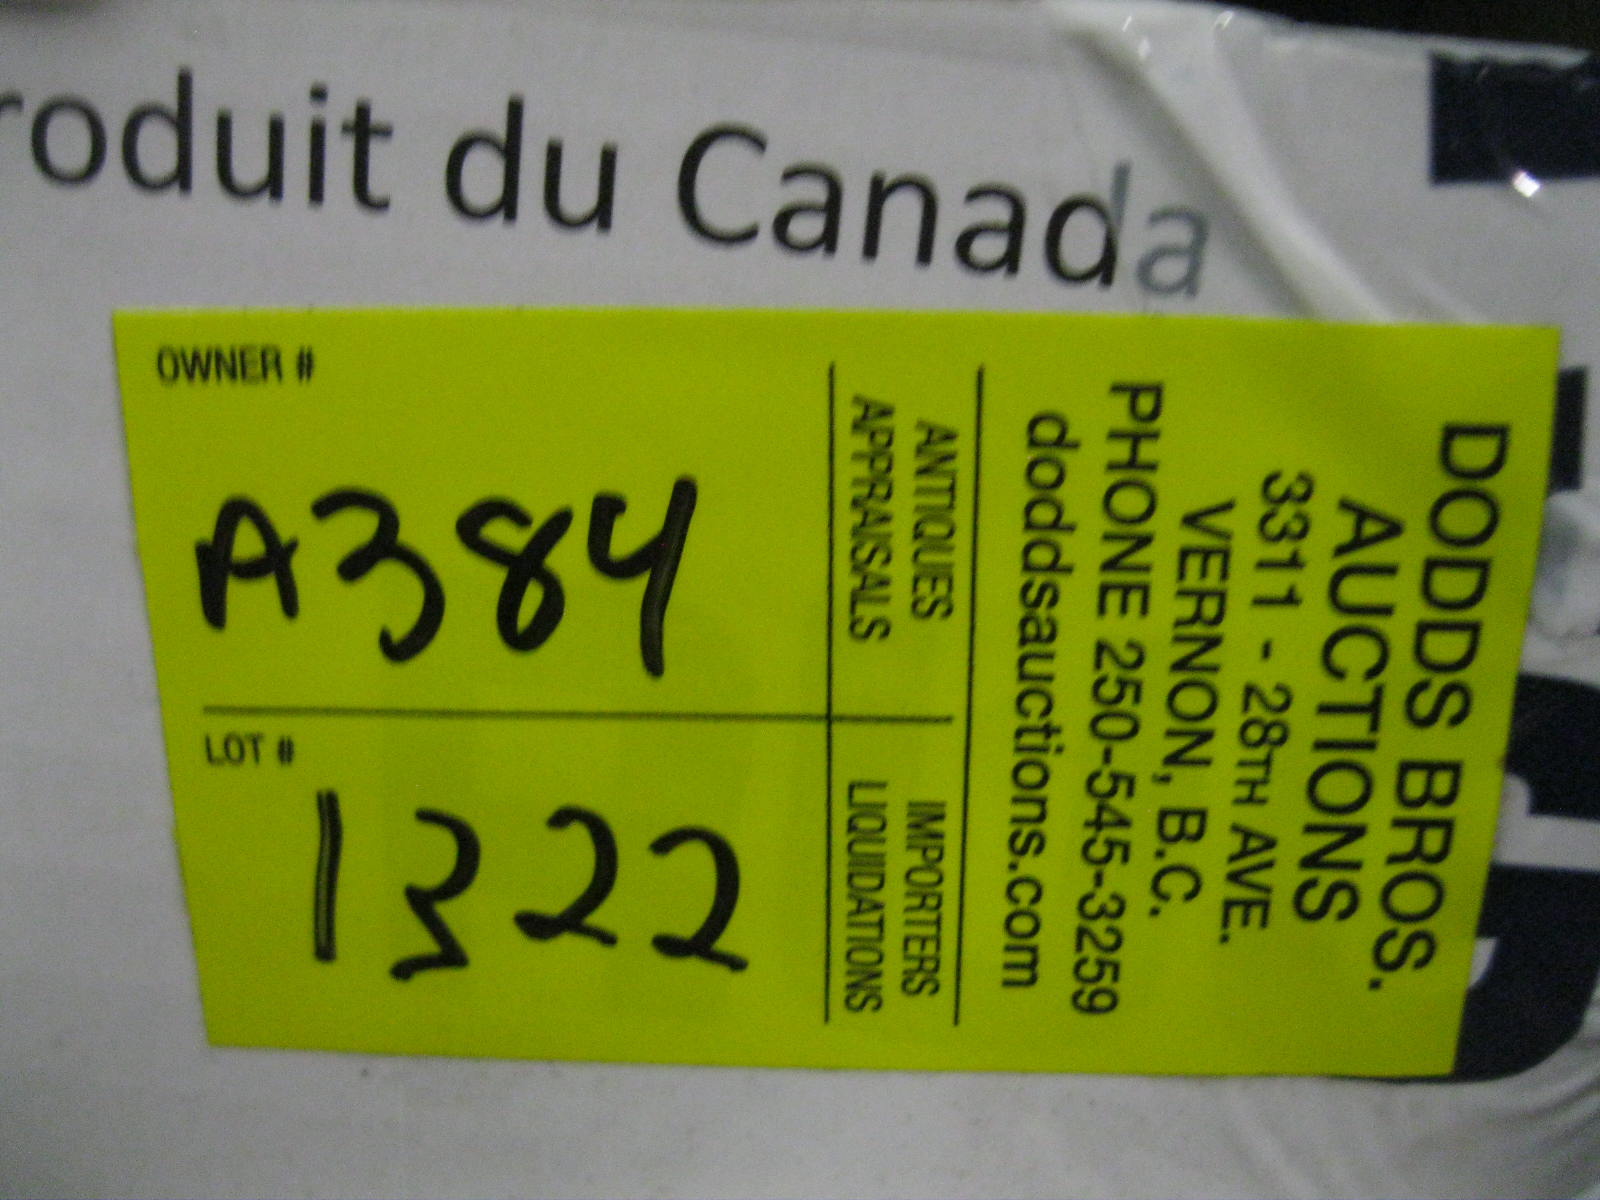 roduit du Canada
OWNER #
A384
LOT #
1322
ANTIQUES
APPRAISALS
IMPORTERS
LIQUIDATIONS
DODDS BROS.
AUCTIONS
3311 - 28TH AVE.
VERNON, B.C.
PHONE 250-545-3259
doddsauctions.com